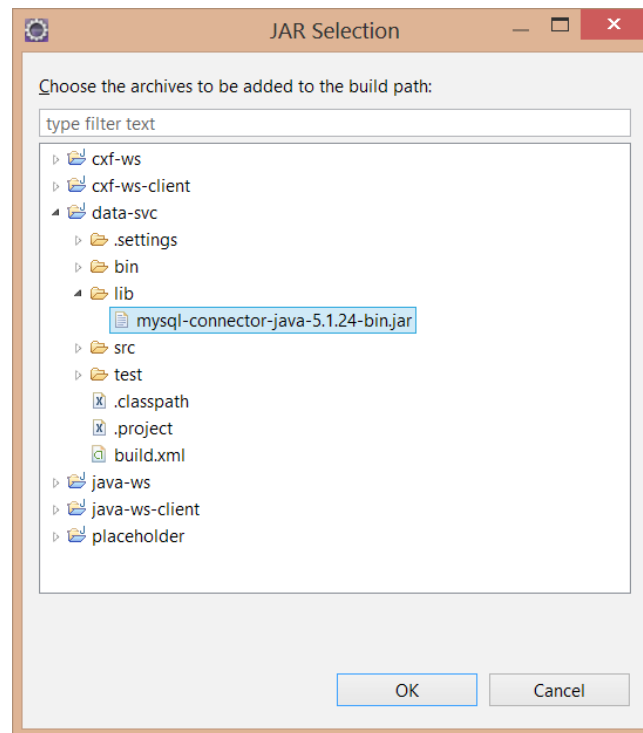 JAR Selection
Choose the archives to be added to the build path:
type filter text
cxf-ws
cxf-ws-client
data-svc
.settings
bin
lib
mysql-connector-java-5.1.24-bin.jar
src
test
.classpath
.project
build.xml
java-ws
java-ws-client
placeholder
OK Cancel